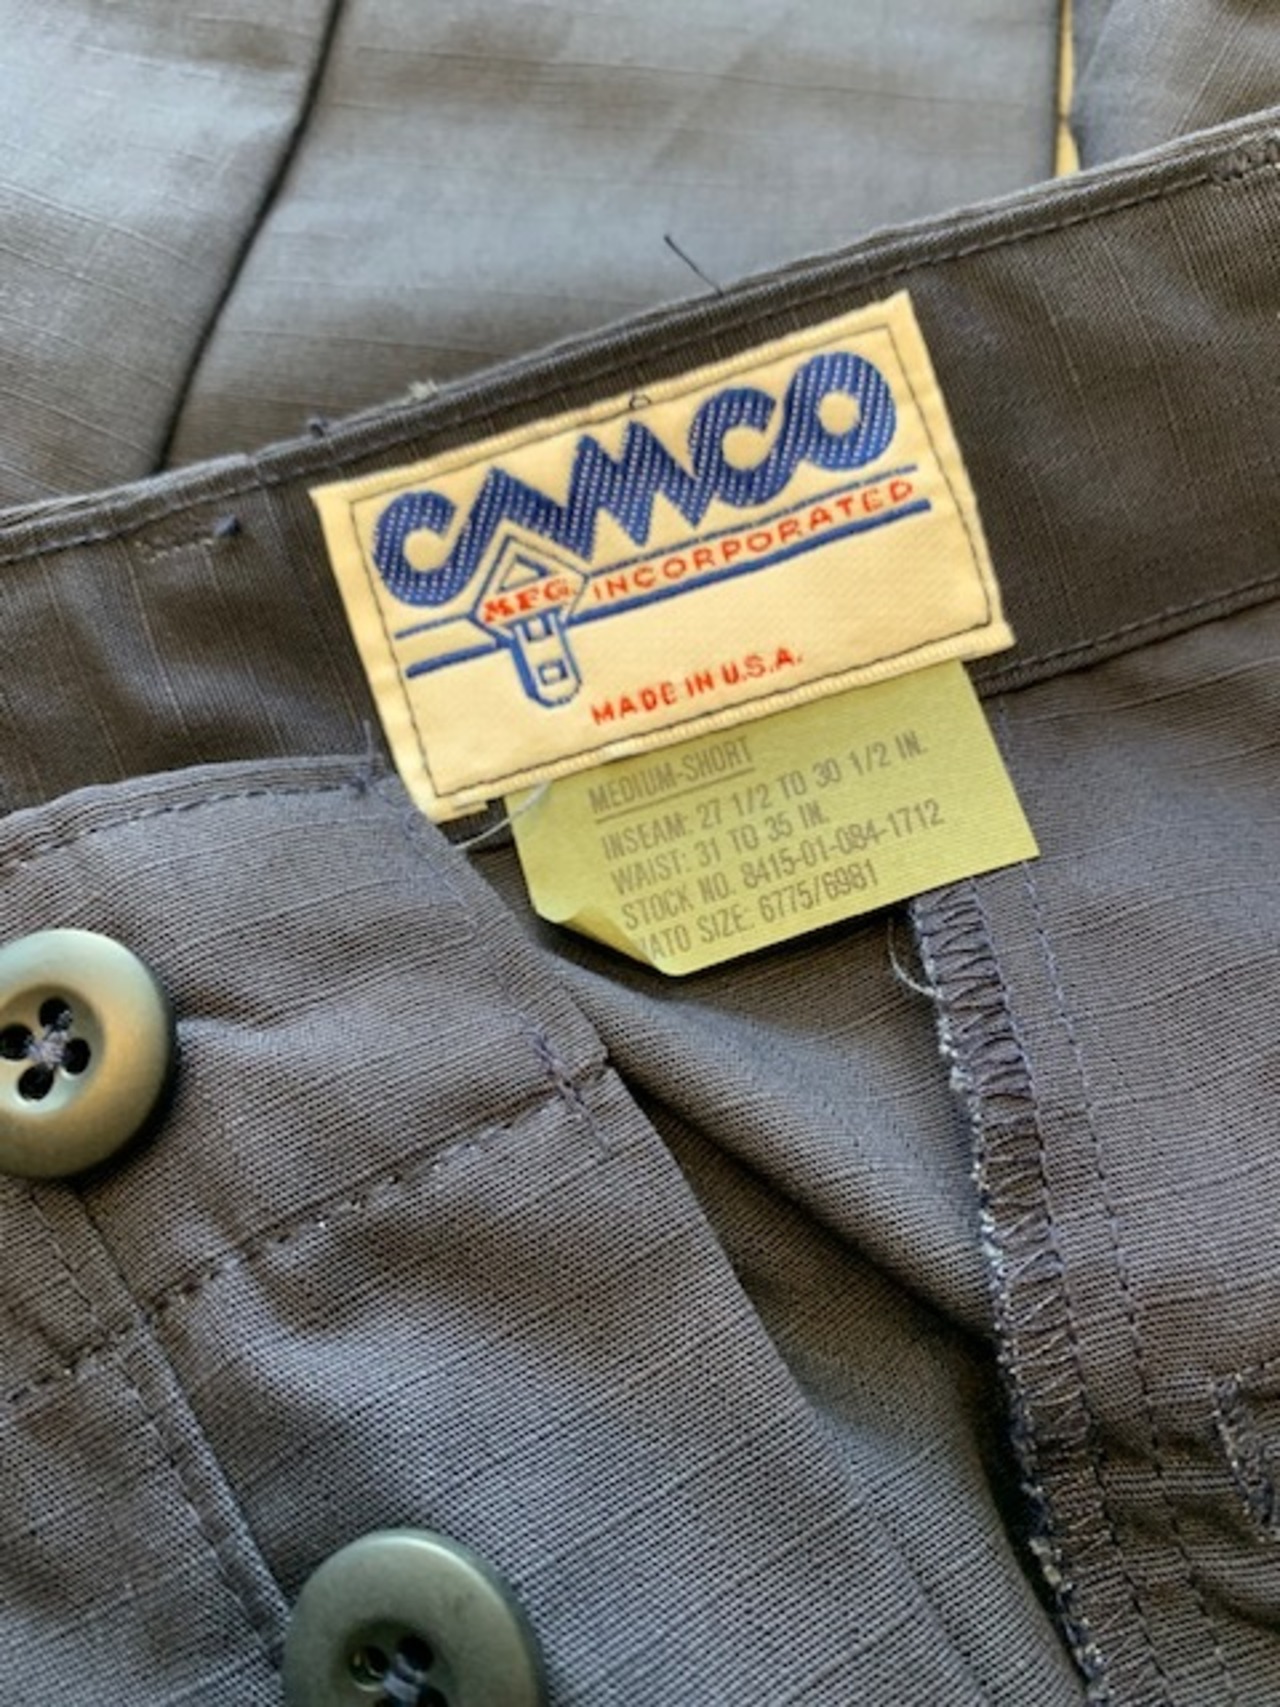 CAMCO
MFG. INCORPORATED
MADE IN U.S.A.
MEDIUM-SHORT
INSEAM: 27 1/2 TO 30 1/2 IN.
WAIST: 31 TO 35 IN.
STOCK NO. 8415-01-084-1712
NATO SIZE: 6775/6981